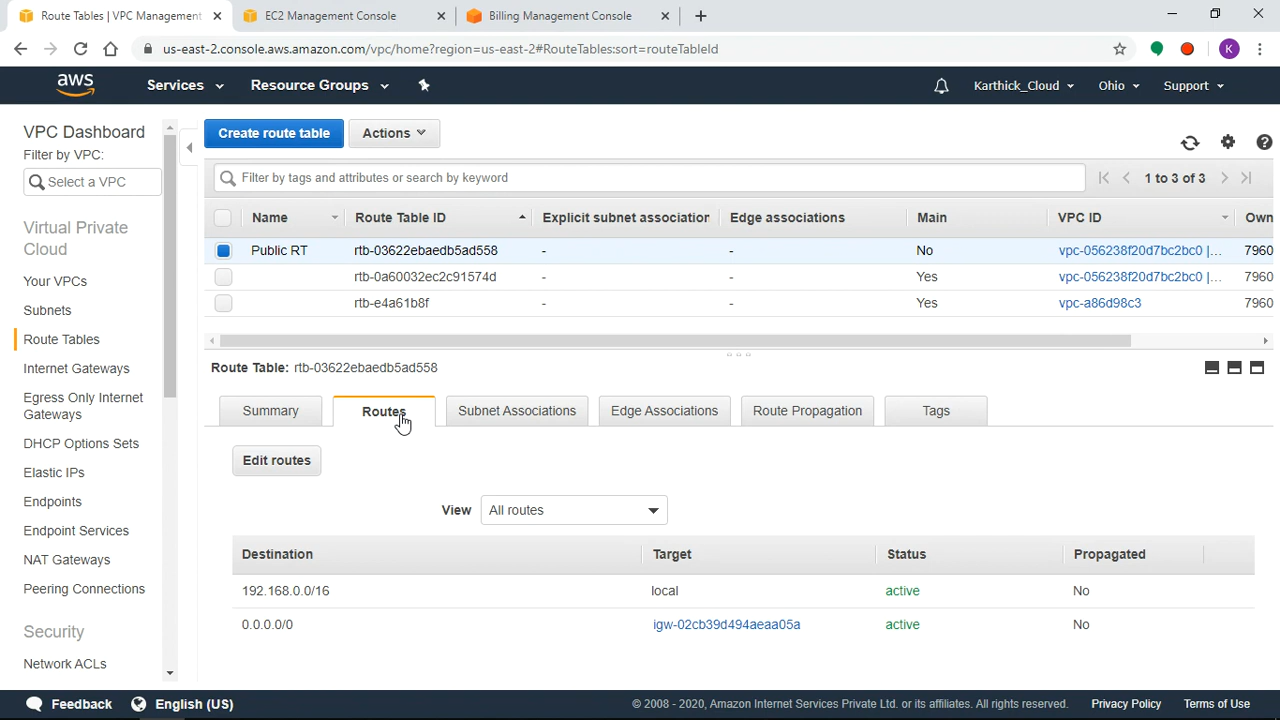 Route Tables | VPC Management
EC2 Management Console
Billing Management Console
us-east-2.console.aws.amazon.com/vpc/home?region=us-east-2#RouteTables:sort=routeTableId
K
aws
Services
Resource Groups
Karthick_Cloud
Ohio
Support
VPC Dashboard
Filter by VPC:
Select a VPC
Virtual Private
Cloud
Your VPCs
Subnets
Route Tables
Internet Gateways
Egress Only Internet
Gateways
DHCP Options Sets
Elastic IPs
Endpoints
Endpoint Services
NAT Gateways
Peering Connections
Security
Network ACLs
Create route table
Actions
Filter by tags and attributes or search by keyword
1 to 3 of 3
Name Route Table ID Explicit subnet association Edge associations Main VPC ID Own
Public RT rtb-03622ebaedb5ad558 - - No vpc-056238f20d7bc2bc0 |... 7960
rtb-0a60032ec2c91574d - - Yes vpc-056238f20d7bc2bc0 |... 7960
rtb-e4a61b8f - - Yes vpc-a86d98c3 7960
Route Table: rtb-03622ebaedb5ad558
Summary
Routes
Subnet Associations
Edge Associations
Route Propagation
Tags
Edit routes
View All routes
Destination Target Status Propagated
192.168.0.0/16 local active No
0.0.0.0/0 igw-02cb39d494aeaa05a active No
Feedback
English (US)
© 2008 - 2020, Amazon Internet Services Private Ltd. or its affiliates. All rights reserved.
Privacy Policy
Terms of Use